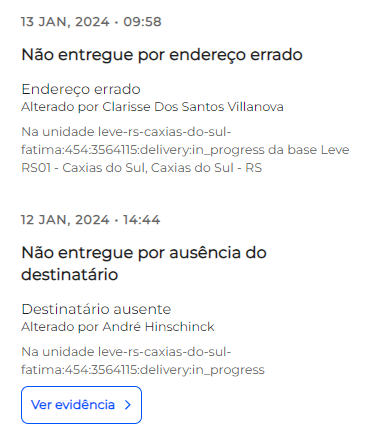 13 JAN, 2024 • 09:58
Não entregue por endereço errado
Endereço errado
Alterado por Clarisse Dos Santos Villanova
Na unidade leve-rs-caxias-do-sul-
fatima:454:3564115:delivery:in_progress da base Leve
RS01 - Caxias do Sul, Caxias do Sul - RS
12 JAN, 2024 • 14:44
Não entregue por ausência do
destinatário
Destinatário ausente
Alterado por André Hinschinck
Na unidade leve-rs-caxias-do-sul-
fatima:454:3564115:delivery:in_progress
Ver evidência >